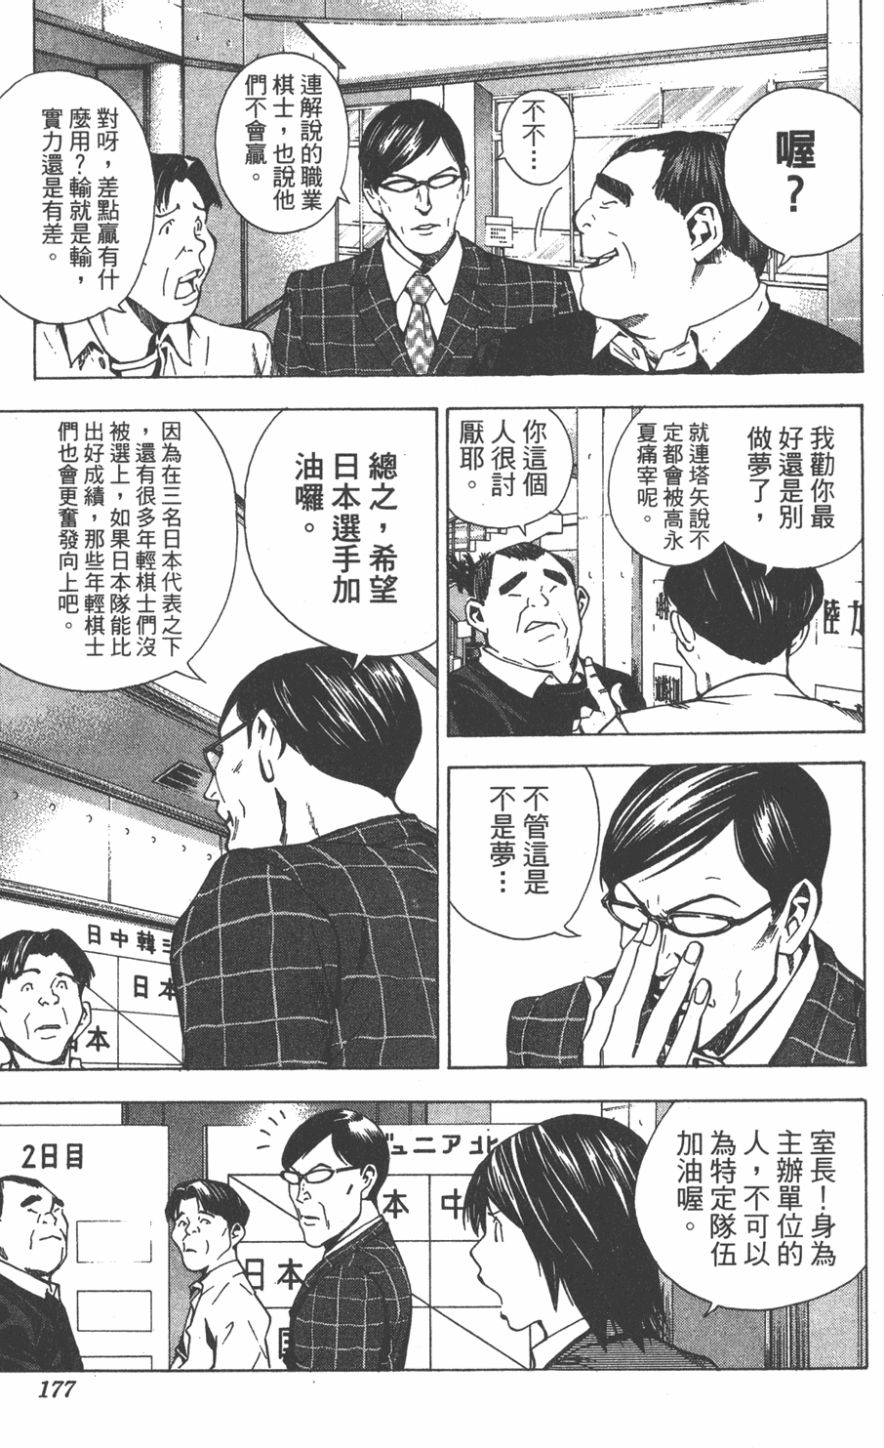 喔？
不不…
連解說的職業
棋士，也說他
們不會贏。
對呀，差點贏有什
麼用？輸就是輸，
實力還是有差。
我勸你最
好還是別
做夢了，
就連塔矢說不
定都會被高永
夏痛宰呢。
你這個
人很討
厭耶。
不管這是
不是夢…
總之，希望
日本選手加
油囉。
因為在三名日本代表之下
，還有很多年輕棋士們沒
被選上，如果日本隊能比
出好成績，那些年輕棋士
們也會更奮發向上吧。
日中韓
日本
本
室長！身為
主辦單位的
人，不可以
為特定隊伍
加油喔。
ジュニア北
本 中
日本
2日目
177